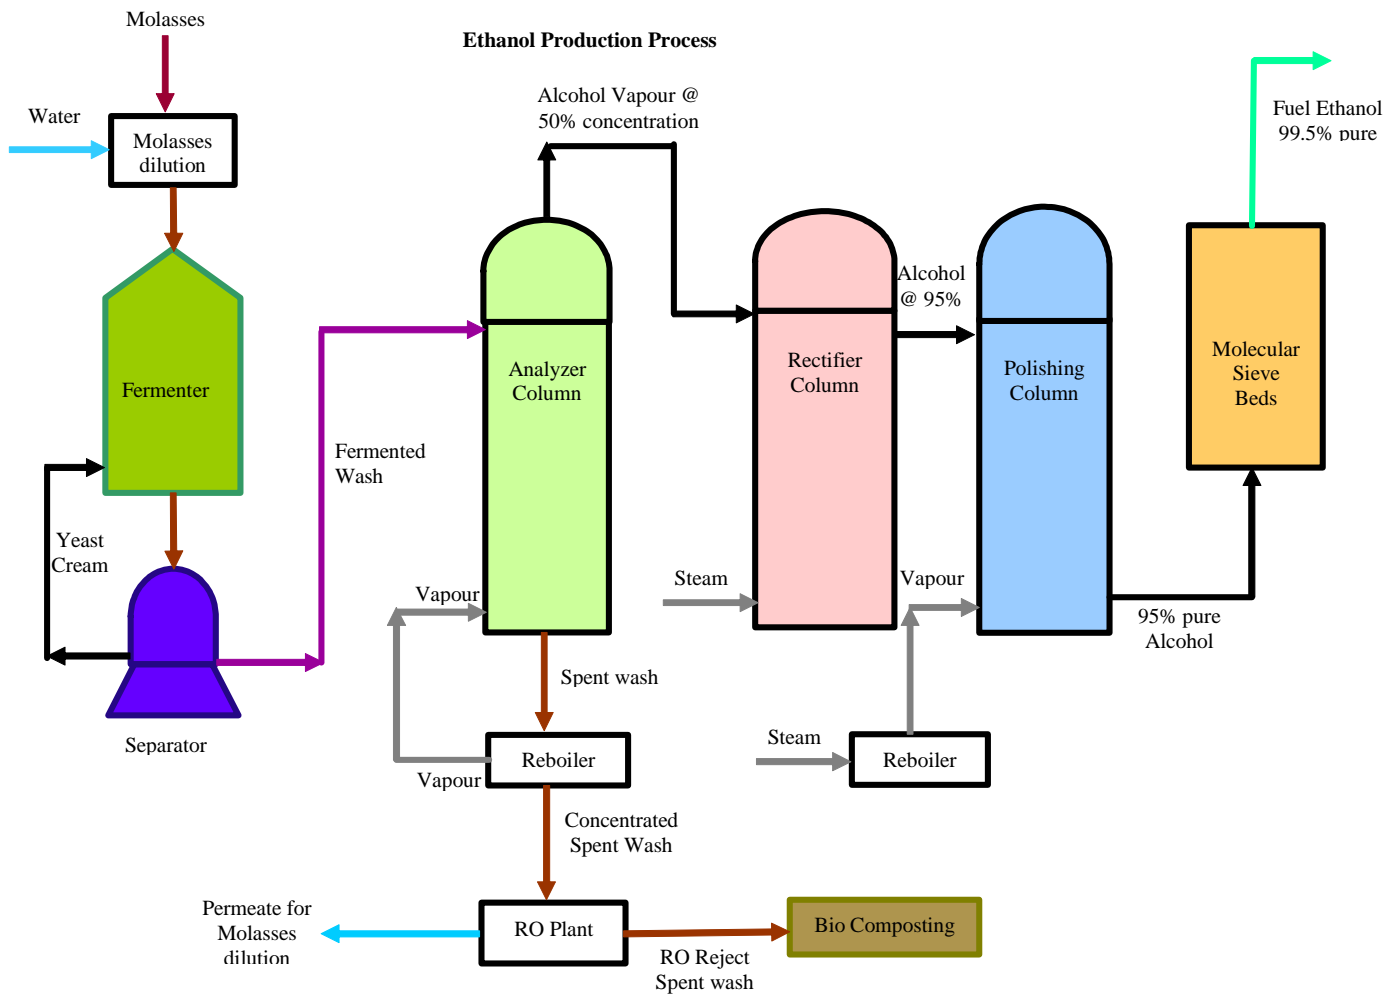 Molasses
Ethanol Production Process
Water
Molasses
dilution
Alcohol Vapour @
50% concentration
Fuel Ethanol
99.5% pure
Fermenter
Analyzer
Column
Rectifier
Column
Alcohol
@ 95%
Polishing
Column
Molecular
Sieve
Beds
Fermented
Wash
Yeast
Cream
Separator
Vapour
Spent wash
Reboiler
Vapour
Steam
Vapour
Steam
Reboiler
95% pure
Alcohol
Concentrated
Spent Wash
Permeate for
Molasses
dilution
RO Plant
RO Reject
Spent wash
Bio Composting